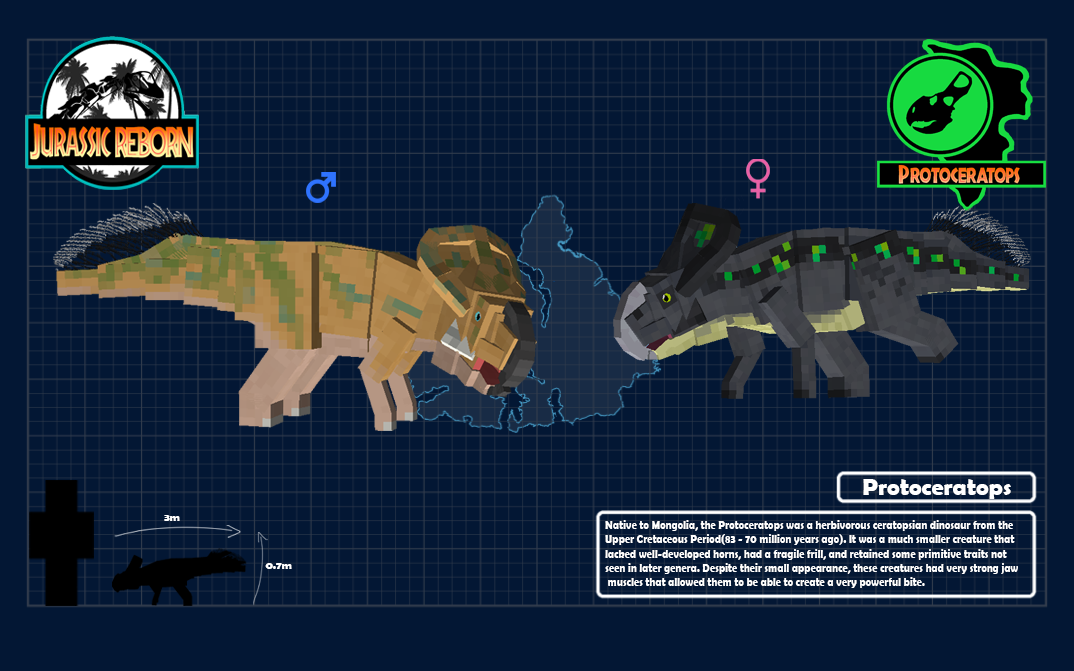 JURASSIC REBORN
PROTOCERATOPS
♂
♀
Protoceratops
3m
0.7m
Native to Mongolia, the Protoceratops was a herbivorous ceratopsian dinosaur from the
Upper Cretaceous Period(83 - 70 million years ago). It was a much smaller creature that
lacked well-developed horns, had a fragile frill, and retained some primitive traits not
seen in later genera. Despite their small appearance, these creatures had very strong jaw
muscles that allowed them to be able to create a very powerful bite.